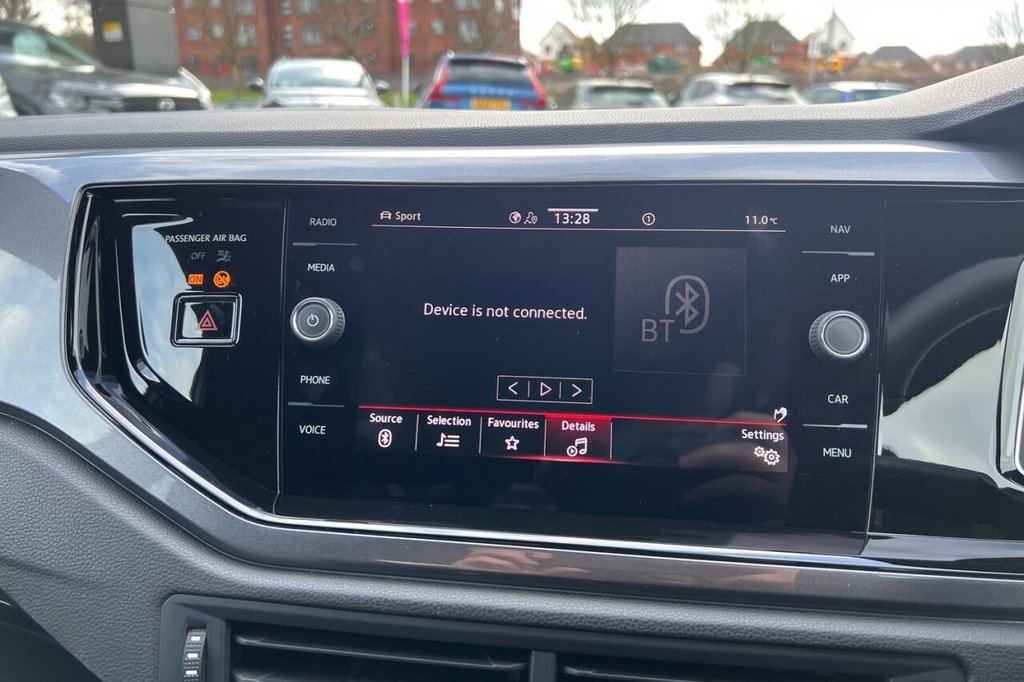 PASSENGER AIR BAG
OFF
ON
RADIO
MEDIA
PHONE
VOICE
Sport
13:28
1
11.0°C
Device is not connected.
BT
Source
Selection
Favourites
Details
Settings
NAV
APP
CAR
MENU